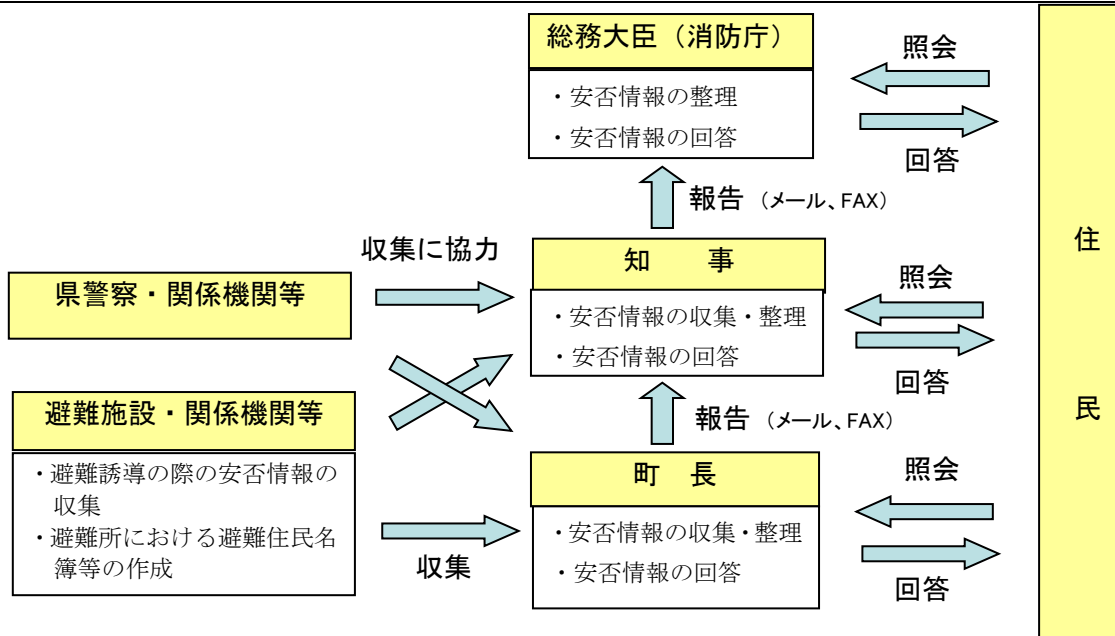 総務大臣（消防庁）
・安否情報の整理
・安否情報の回答
照会
回答
報告（メール、FAX）
収集に協力
県警察・関係機関等
知　事
・安否情報の収集・整理
・安否情報の回答
照会
回答
報告（メール、FAX）
避難施設・関係機関等
・避難誘導の際の安否情報の
収集
・避難所における避難住民名
簿等の作成
収集
町　長
・安否情報の収集・整理
・安否情報の回答
照会
回答
住
民